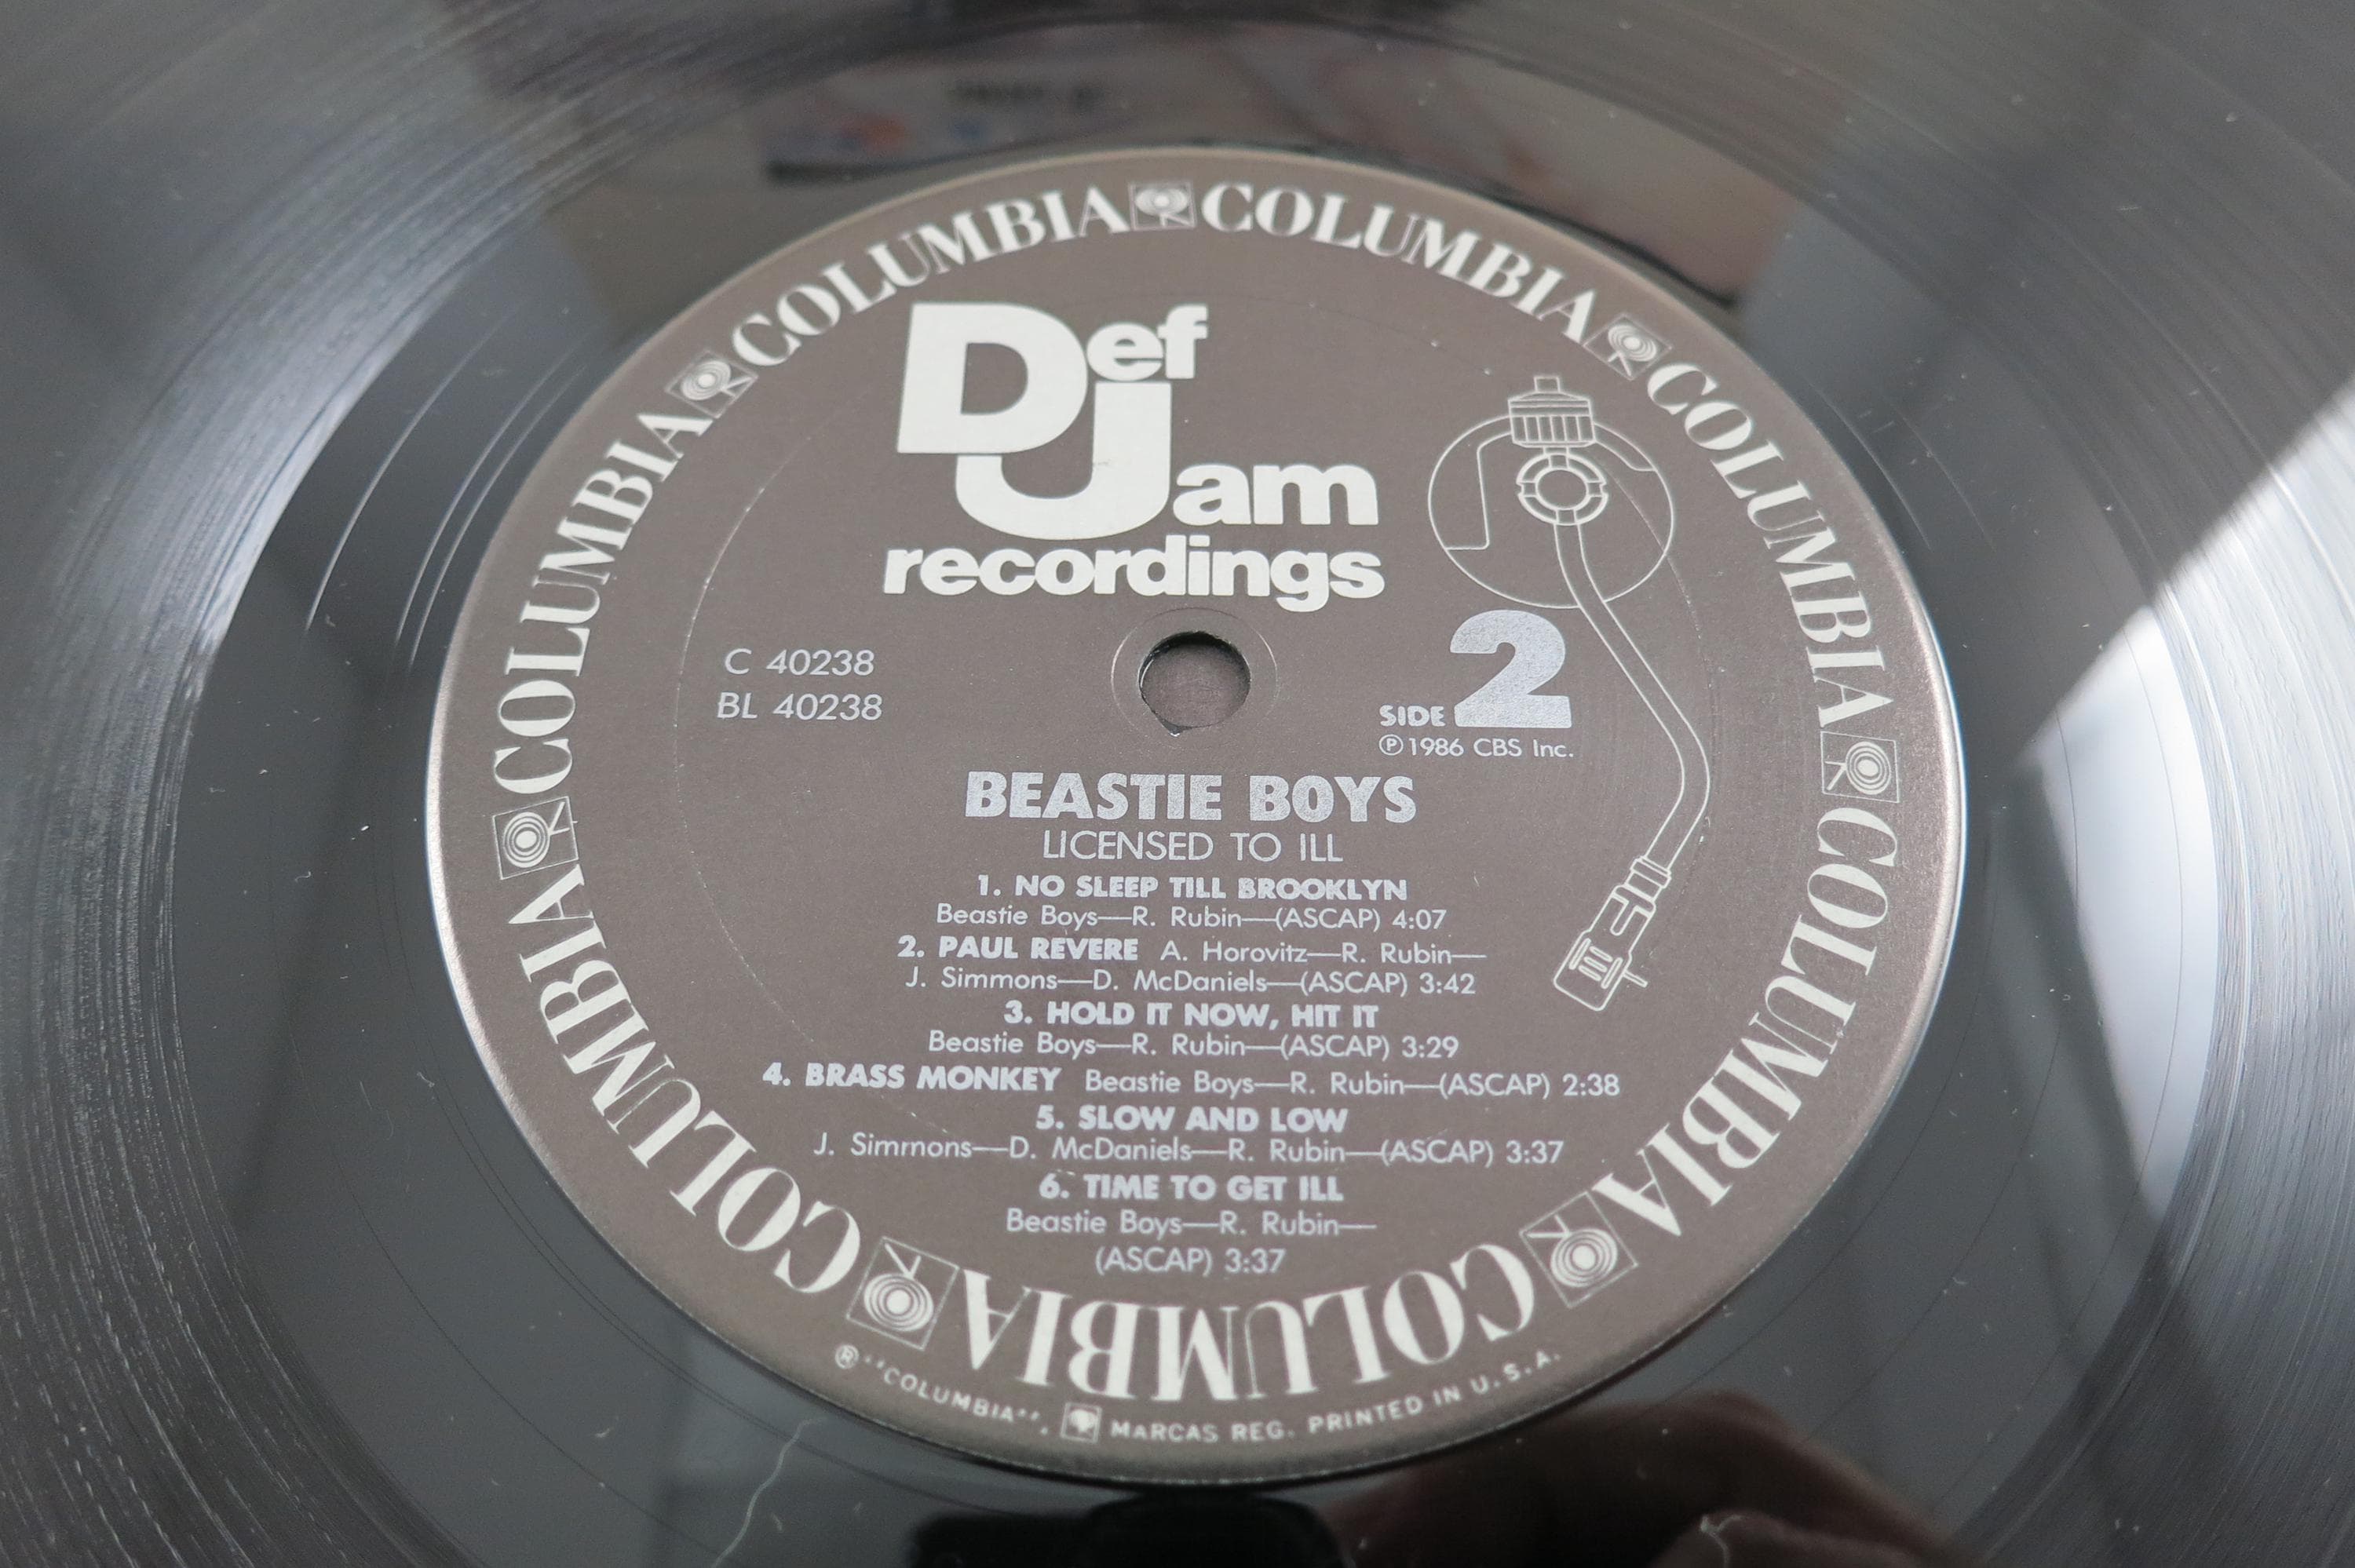 COLUMBIA COLUMBIA COLUMBIA COLUMBIA COLUMBIA COLUMBIA COLUMBIA COLUMBIA
Def
Jam
recordings
C 40238
BL 40238
SIDE 2
℗ 1986 CBS Inc.
BEASTIE BOYS
LICENSED TO ILL
1. NO SLEEP TILL BROOKLYN
Beastie Boys—R. Rubin—(ASCAP) 4:07
2. PAUL REVERE A. Horovitz—R. Rubin—
J. Simmons—D. McDaniels—(ASCAP) 3:42
3. HOLD IT NOW, HIT IT
Beastie Boys—R. Rubin—(ASCAP) 3:29
4. BRASS MONKEY Beastie Boys—R. Rubin—(ASCAP) 2:38
5. SLOW AND LOW
J. Simmons—D. McDaniels—R. Rubin—(ASCAP) 3:37
6. TIME TO GET ILL
Beastie Boys—R. Rubin—
(ASCAP) 3:37
® "COLUMBIA", MARCAS REG. PRINTED IN U.S.A.